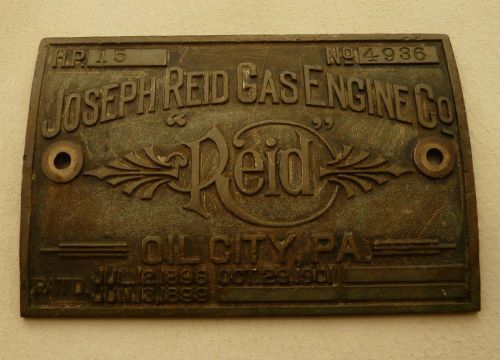 H.P. 15 No 4936
JOSEPH REID GAS ENGINE CO
"Reid"
OIL CITY, PA.
PAT'D. JUL. 12, 1898 OCT. 29, 1901
JUN. 13, 1899